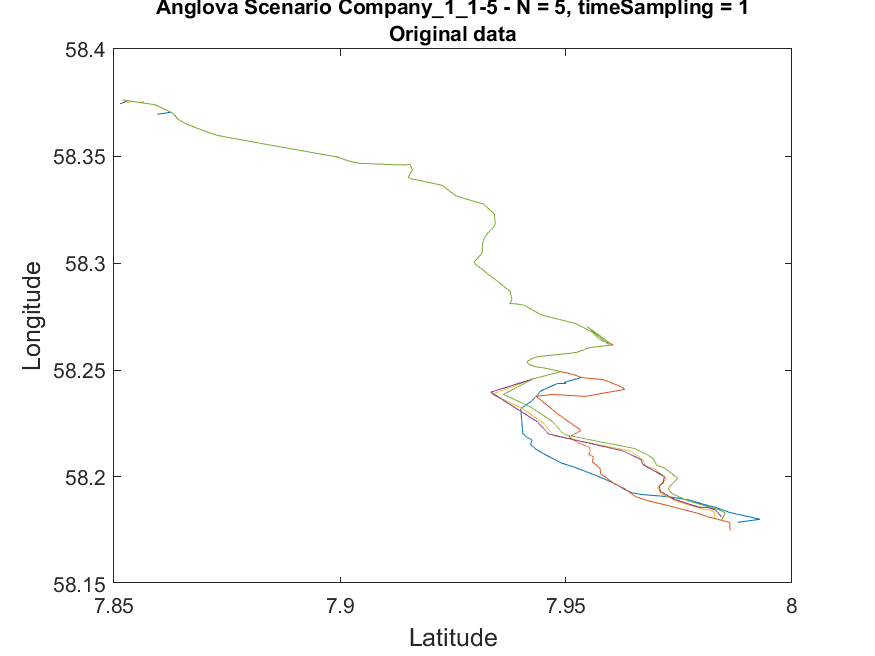 Anglova Scenario Company_1_1-5 - N = 5, timeSampling = 1
Original data
58.4
58.35
58.3
58.25
58.2
58.15
7.85
7.9
7.95
8
Longitude
Latitude